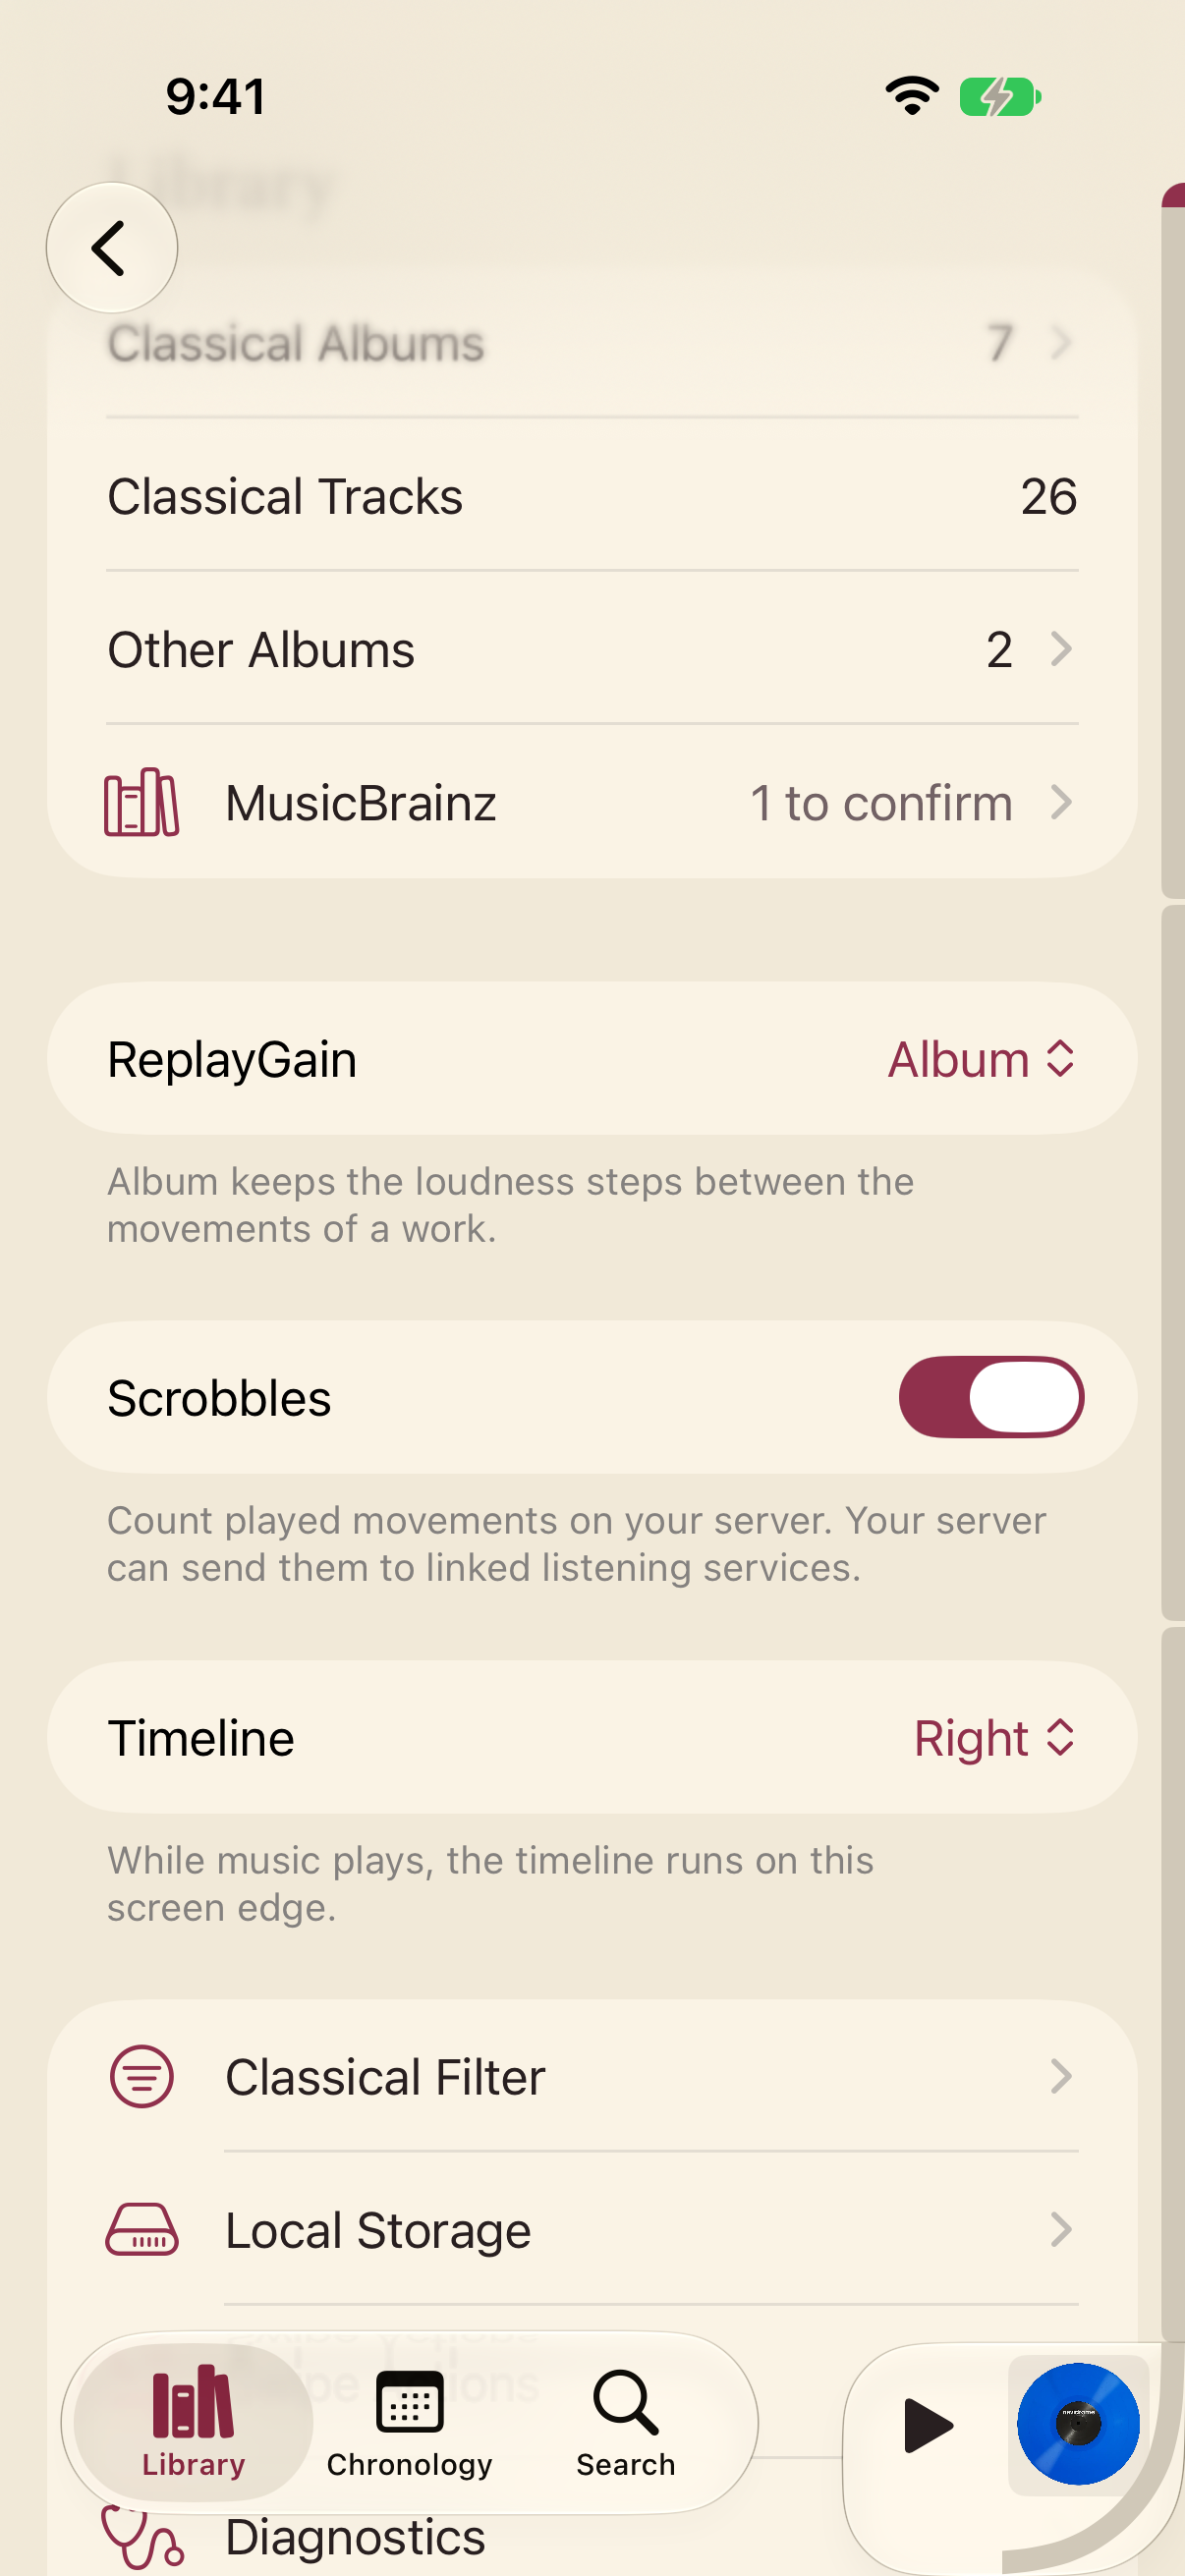 9:41
Library
Classical Albums 7
Classical Tracks 26
Other Albums 2
MusicBrainz 1 to confirm
ReplayGain Album
Album keeps the loudness steps between the
movements of a work.
Scrobbles
Count played movements on your server. Your server
can send them to linked listening services.
Timeline Right
While music plays, the timeline runs on this
screen edge.
Classical Filter
Local Storage
Library Chronology Search
Diagnostics